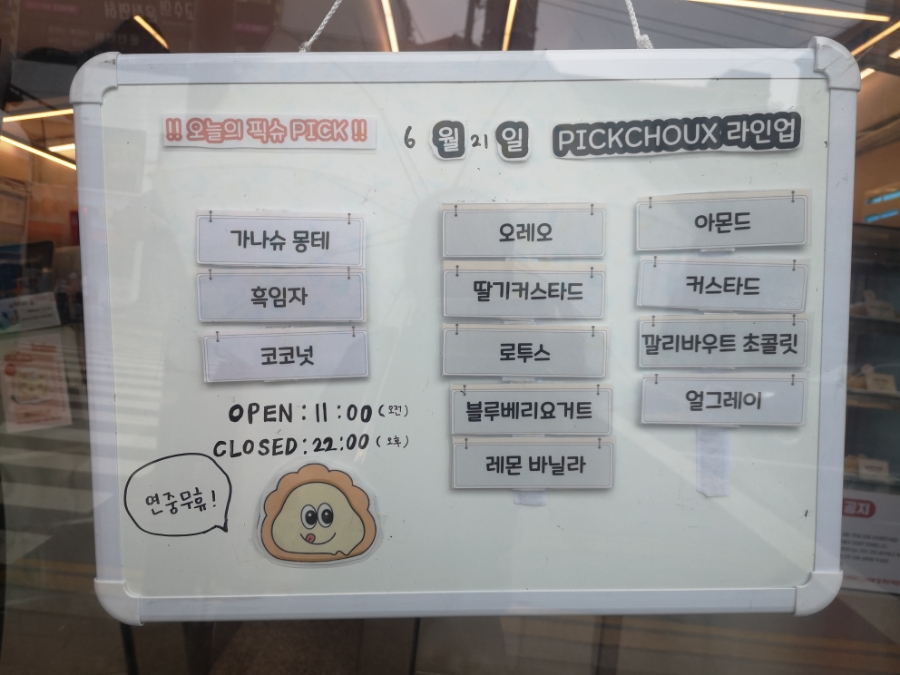 !! 오늘의 픽슈 PICK !!
6 월 21 일 PICKCHOUX 라인업
가나슈 몽테
흑임자
코코넛
오레오
딸기커스타드
로투스
블루베리요거트
레몬 바닐라
아몬드
커스타드
깔리바우트 초콜릿
얼그레이
OPEN : 11 : 00 (오전)
CLOSED : 22 : 00 (오후)
연중무휴!
공지